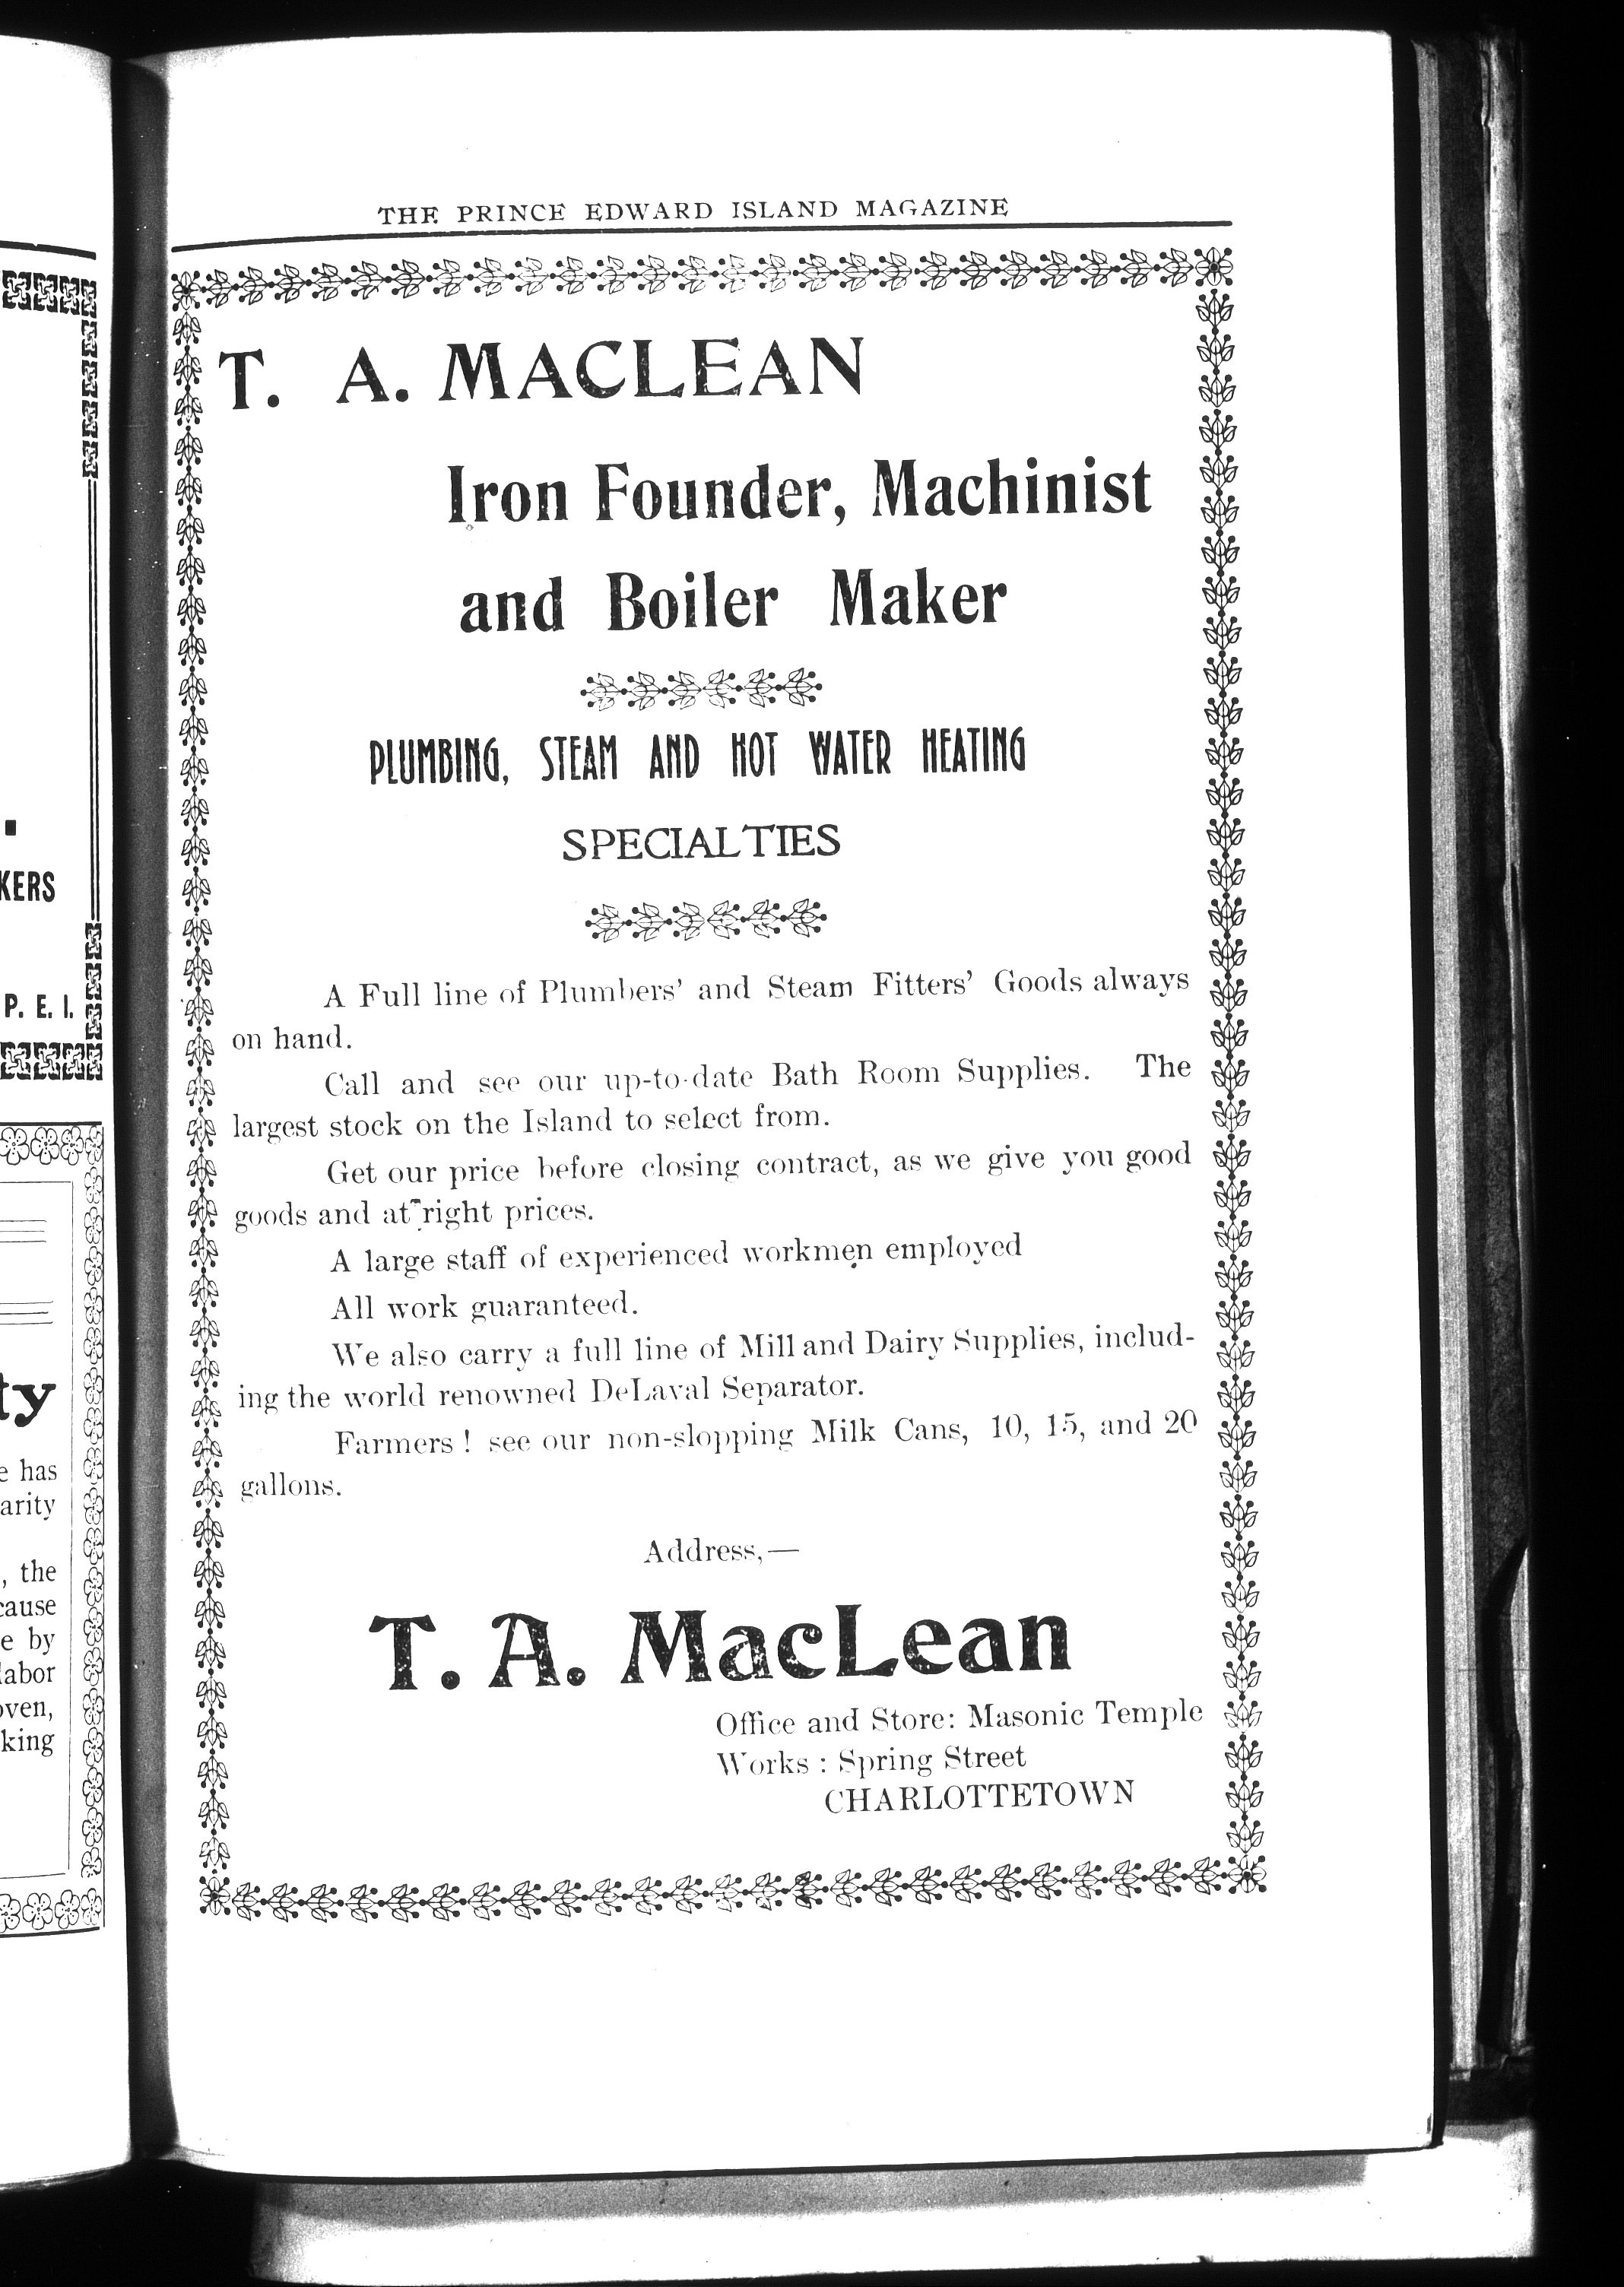 .
KERS
P. E. I.
ty
e has
arity
, the
cause
e by
labor
oven,
king
THE PRINCE EDWARD ISLAND MAGAZINE
T. A. MACLEAN
Iron Founder, Machinist
and Boiler Maker
PLUMBING, STEAM AND HOT WATER HEATING
SPECIALTIES
A Full line of Plumbers' and Steam Fitters' Goods always
on hand.
Call and see our up-to-date Bath Room Supplies. The
largest stock on the Island to select from.
Get our price before closing contract, as we give you good
goods and at right prices.
A large staff of experienced workmen employed
All work guaranteed.
We also carry a full line of Mill and Dairy Supplies, includ-
ing the world renowned DeLaval Separator.
Farmers ! see our non-slopping Milk Cans, 10, 15, and 20
gallons.
Address,—
T. A. MacLean
Office and Store: Masonic Temple
Works : Spring Street
CHARLOTTETOWN